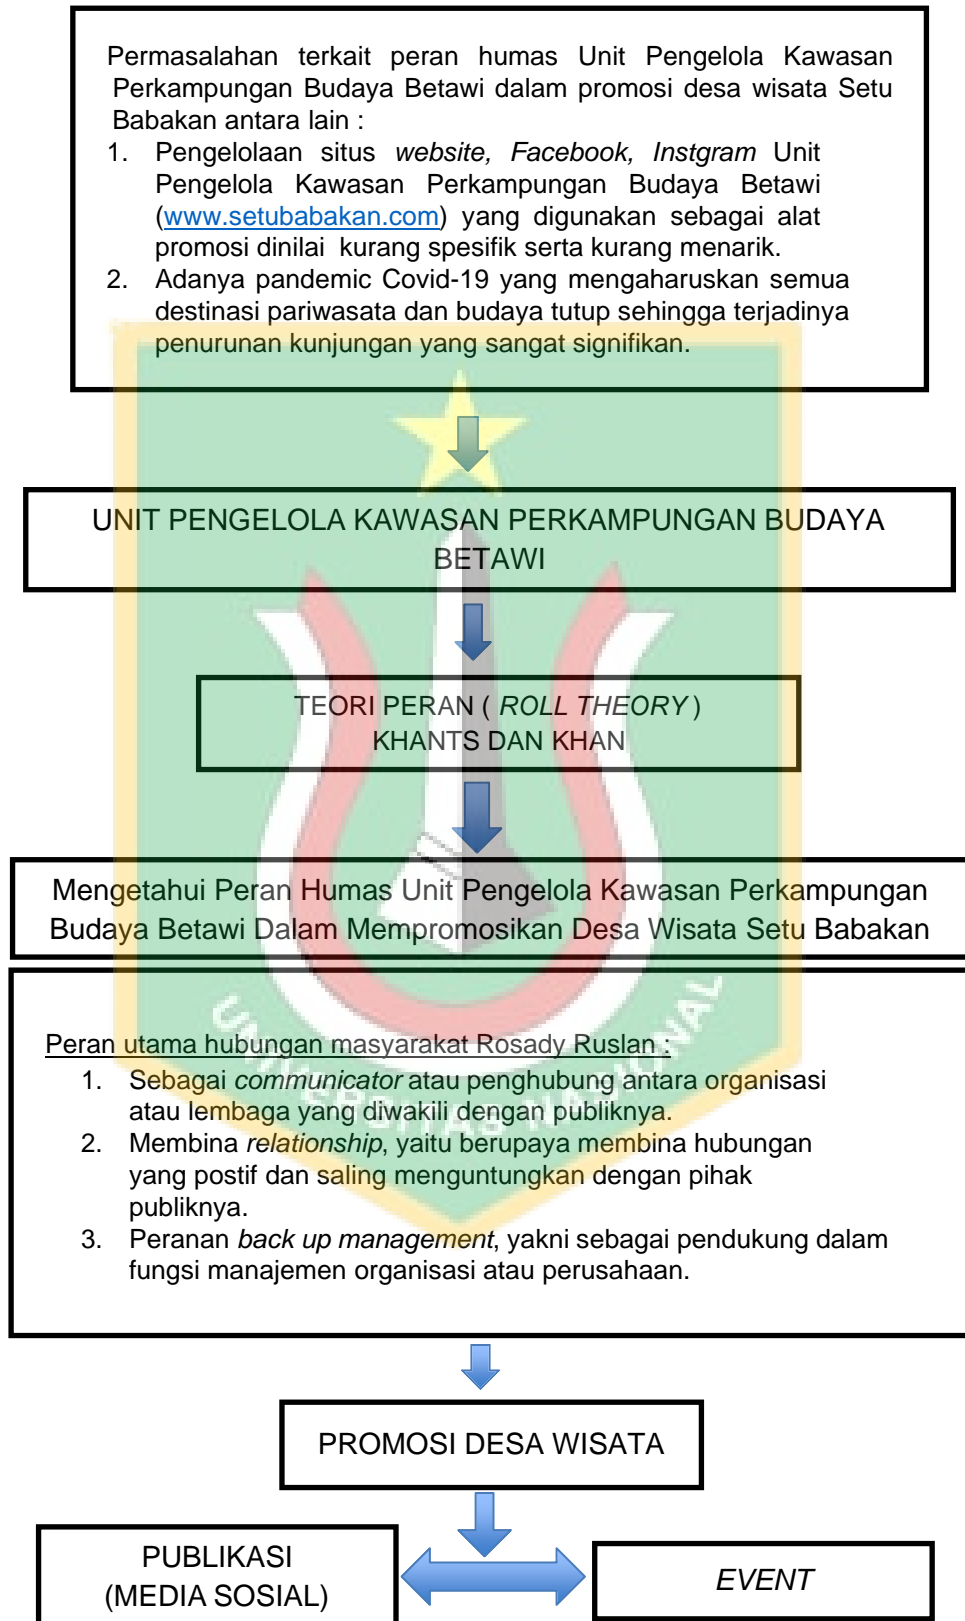 Permasalahan terkait peran humas Unit Pengelola Kawasan
Perkampungan Budaya Betawi dalam promosi desa wisata Setu
Babakan antara lain :
1. Pengelolaan situs website, Facebook, Instgram Unit
Pengelola Kawasan Perkampungan Budaya Betawi
(www.setubabakan.com) yang digunakan sebagai alat
promosi dinilai kurang spesifik serta kurang menarik.
2. Adanya pandemic Covid-19 yang mengaharuskan semua
destinasi pariwasata dan budaya tutup sehingga terjadinya
penurunan kunjungan yang sangat signifikan.
UNIT PENGELOLA KAWASAN PERKAMPUNGAN BUDAYA
BETAWI
TEORI PERAN ( ROLL THEORY )
KHANTS DAN KHAN
Mengetahui Peran Humas Unit Pengelola Kawasan Perkampungan
Budaya Betawi Dalam Mempromosikan Desa Wisata Setu Babakan
Peran utama hubungan masyarakat Rosady Ruslan :
1. Sebagai communicator atau penghubung antara organisasi
atau lembaga yang diwakili dengan publiknya.
2. Membina relationship, yaitu berupaya membina hubungan
yang postif dan saling menguntungkan dengan pihak
publiknya.
3. Peranan back up management, yakni sebagai pendukung dalam
fungsi manajemen organisasi atau perusahaan.
UNIVERSITAS NASIONAL
PROMOSI DESA WISATA
PUBLIKASI
(MEDIA SOSIAL)
EVENT